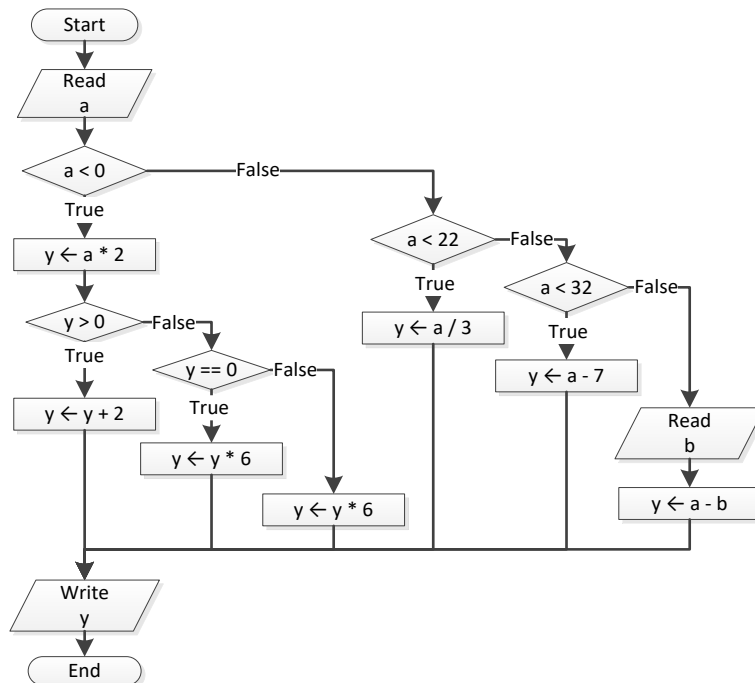 Start
Read
a
a < 0
False
True
a < 22
False
y ← a * 2
True
a < 32
False
y > 0
False
y ← a / 3
True
True
y == 0
False
y ← a - 7
True
y ← y + 2
Read
b
y ← y * 6
y ← y * 6
y ← a - b
Write
y
End